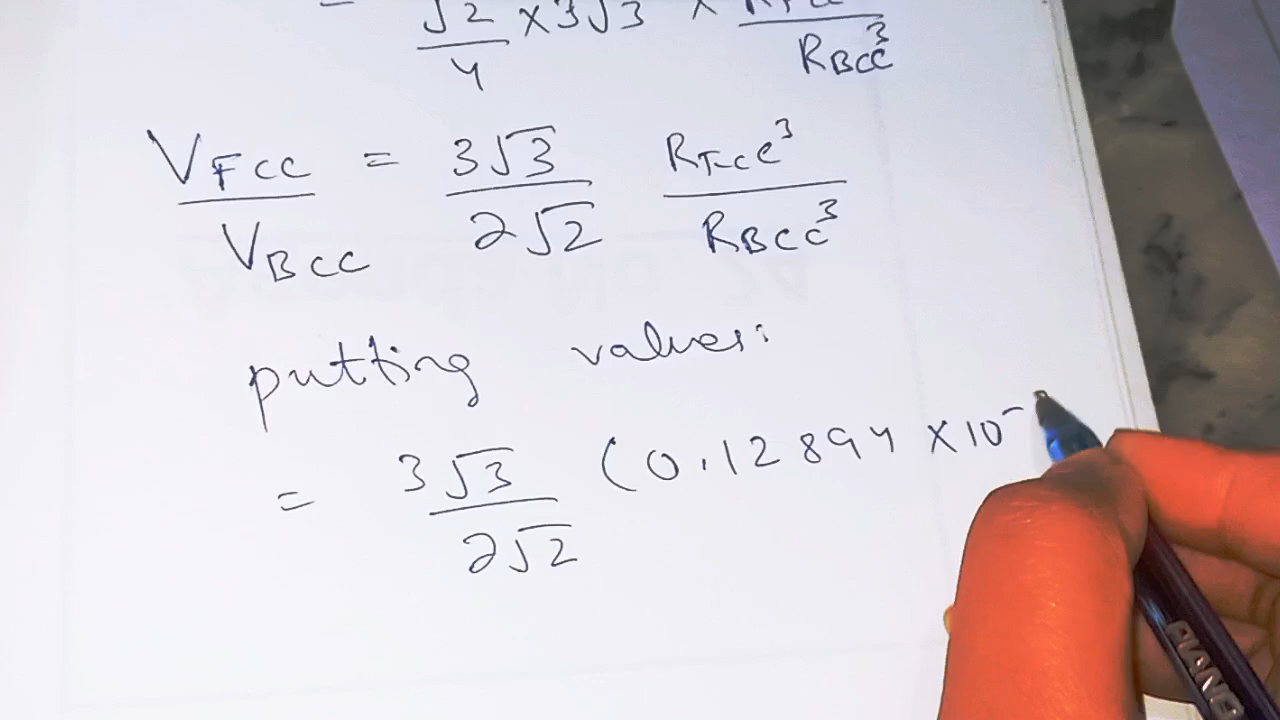 = √2/4 × 3√3 × R_FCC³/R_BCC³
V_FCC/V_BCC = 3√3/2√2 R_FCC³/R_BCC³
putting values:
= 3√3/2√2 (0.12894 × 10⁻
PIANO